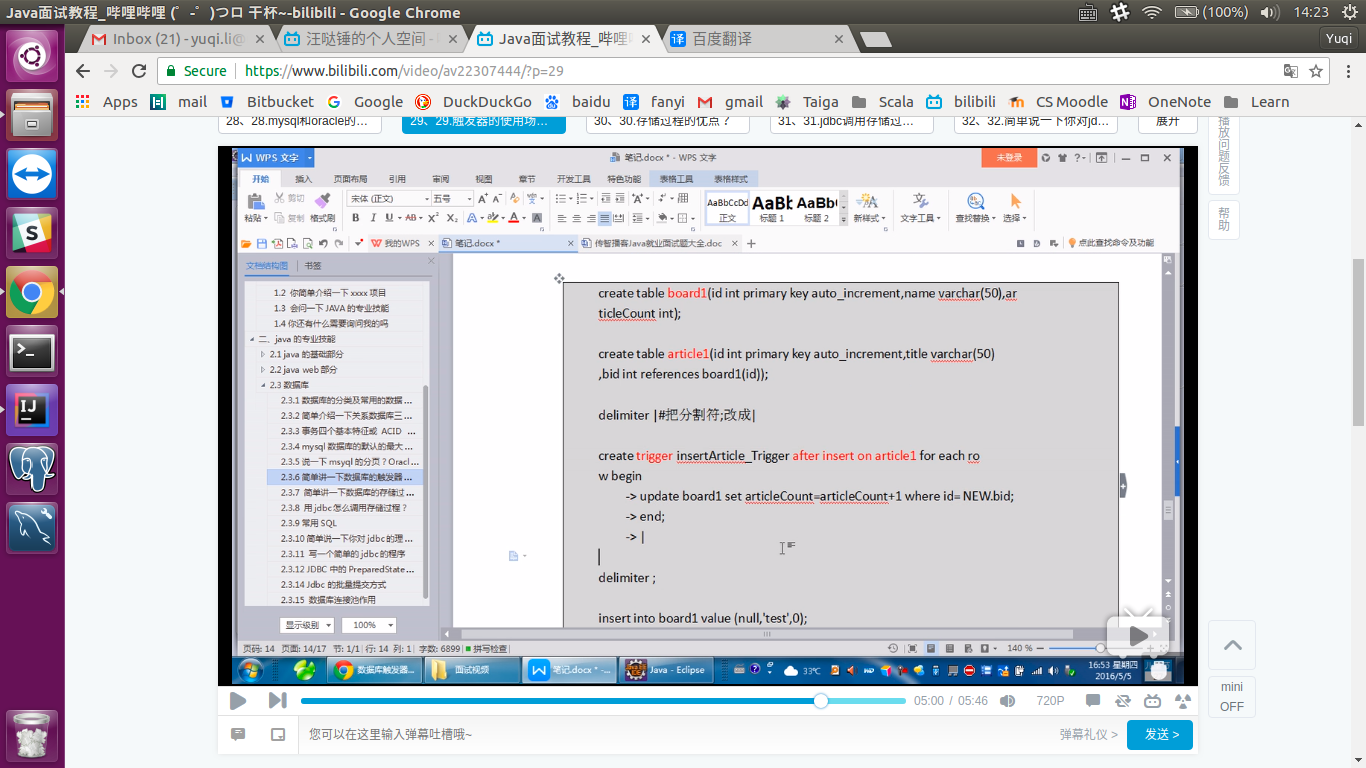 Java面试教程_哔哩哔哩 (゜-゜)つロ 干杯~-bilibili - Google Chrome
(100%)
14:23
Inbox (21) - yuqi.li@
汪哒锤的个人空间 -
Java面试教程_哔哩哔
百度翻译
Yuqi
Secure
https://www.bilibili.com/video/av22307444/?p=29
Apps
mail
Bitbucket
Google
DuckDuckGo
baidu
fanyi
gmail
Taiga
Scala
bilibili
CS Moodle
OneNote
Learn
28、28.mysql和oracle的…
29、29.触发器的使用场…
30、30.存储过程的优点？
31、31.jdbc调用存储过…
32、32.简单说一下你对jd…
展开
播放问题反馈
帮助
WPS 文字
笔记.docx * - WPS 文字
未登录
开始
插入
页面布局
引用
审阅
视图
章节
开发工具
特色功能
表格工具
表格样式
粘贴
剪切
复制
格式刷
宋体 (正文)
五号
AaBbCcDd
正文
AaBb
标题 1
AaBb(
标题 2
新样式
文字工具
查找替换
选择
我的WPS
笔记.docx *
传智播客Java就业面试题大全.doc
点此查找命令及功能
文档结构图
书签
1.2 你简单介绍一下 xxxx 项目
1.3 会问一下 JAVA 的专业技能
1.4 你还有什么需要询问我的吗
二、java 的专业技能
2.1 java 的基础部分
2.2 java web 部分
2.3 数据库
2.3.1 数据库的分类及常用的数据 ...
2.3.2 简单介绍一下关系数据库三 ...
2.3.3 事务四个基本特征或 ACID ...
2.3.4 mysql 数据库的默认的最大 ...
2.3.5 说一下 msyql 的分页？Oracl ...
2.3.6 简单讲一下数据库的触发器 ...
2.3.7 简单讲一下数据库的存储过 ...
2.3.8 用 jdbc 怎么调用存储过程？
2.3.9 常用 SQL
2.3.10 简单说一下你对 jdbc 的理 ...
2.3.11 写一个简单的 jdbc 的程序
2.3.12 JDBC 中的 PreparedState ...
2.3.14 Jdbc 的批量提交方式
2.3.15 数据库连接池作用
显示级别
100%
create table board1(id int primary key auto_increment,name varchar(50),ar
ticleCount int);
create table article1(id int primary key auto_increment,title varchar(50)
,bid int references board1(id));
delimiter |#把分割符;改成|
create trigger insertArticle_Trigger after insert on article1 for each ro
w begin
-> update board1 set articleCount=articleCount+1 where id= NEW.bid;
-> end;
-> |
delimiter ;
insert into board1 value (null,'test',0);
页码: 14
页面: 14/17
节: 1/1
行: 14
列: 1
字数: 6899
拼写检查
140 %
数据库触发器...
面试视频
笔记.docx * -...
Java - Eclipse
33℃
16:53 星期四
2016/5/5
05:00 / 05:46
720P
您可以在这里输入弹幕吐槽哦~
弹幕礼仪 >
发送 >
mini
OFF